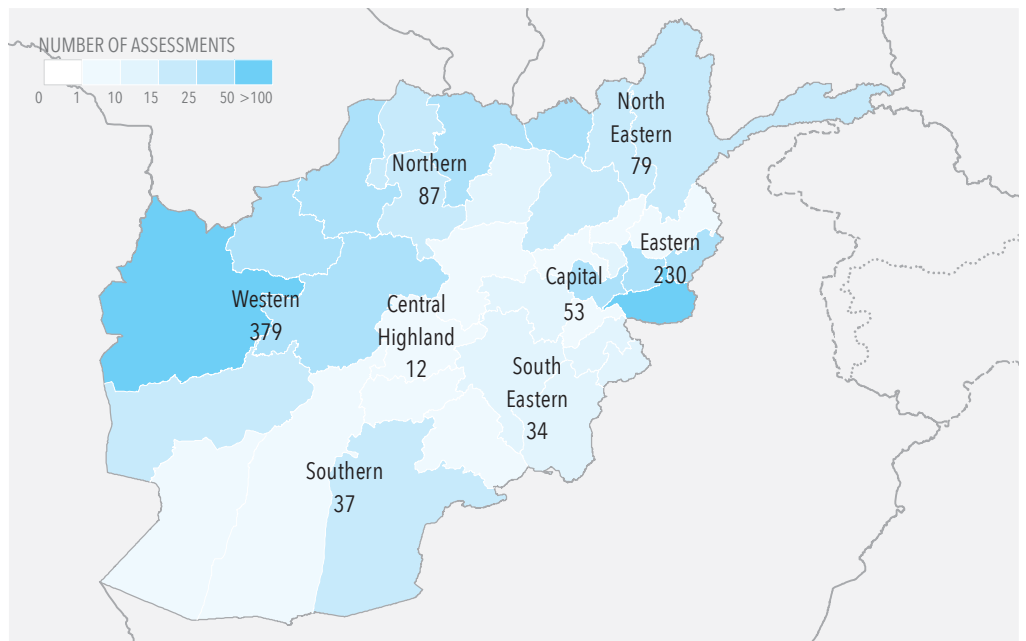 NUMBER OF ASSESSMENTS
0 1 10 15 25 50 >100
North
Eastern
79
Northern
87
Eastern
230
Capital
53
Western
379
Central
Highland
12
South
Eastern
34
Southern
37